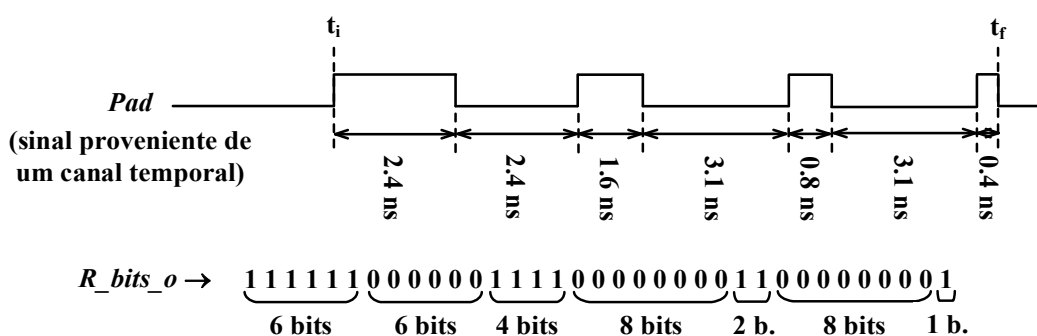 t_i t_f
Pad
(sinal proveniente de
um canal temporal)
2.4 ns 2.4 ns 1.6 ns 3.1 ns 0.8 ns 3.1 ns 0.4 ns
R_bits_o → 1 1 1 1 1 1 0 0 0 0 0 0 1 1 1 1 0 0 0 0 0 0 0 0 1 1 0 0 0 0 0 0 0 0 1
6 bits 6 bits 4 bits 8 bits 2 b. 8 bits 1 b.